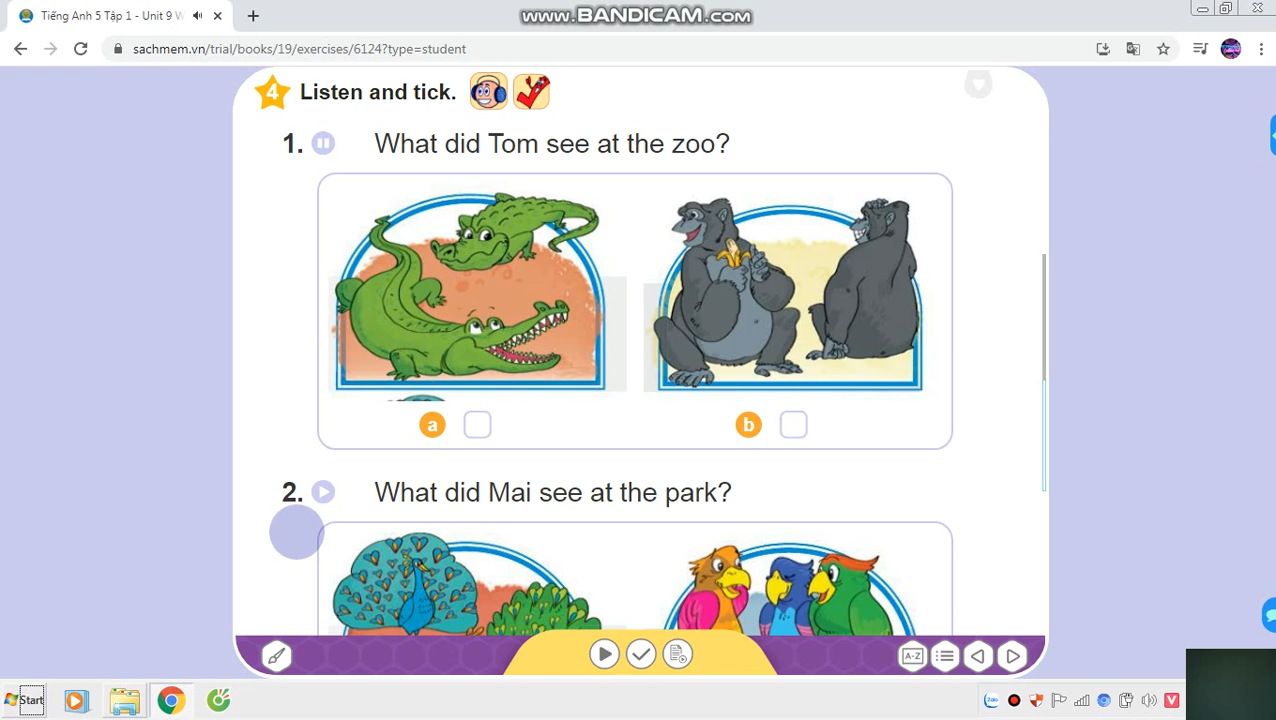 Tiếng Anh 5 Tập 1 - Unit 9 W
www.BANDICAM.com
sachmem.vn/trial/books/19/exercises/6124?type=student
4 Listen and tick.
1. What did Tom see at the zoo?
a b
2. What did Mai see at the park?
A-Z
Start
Zalo
V